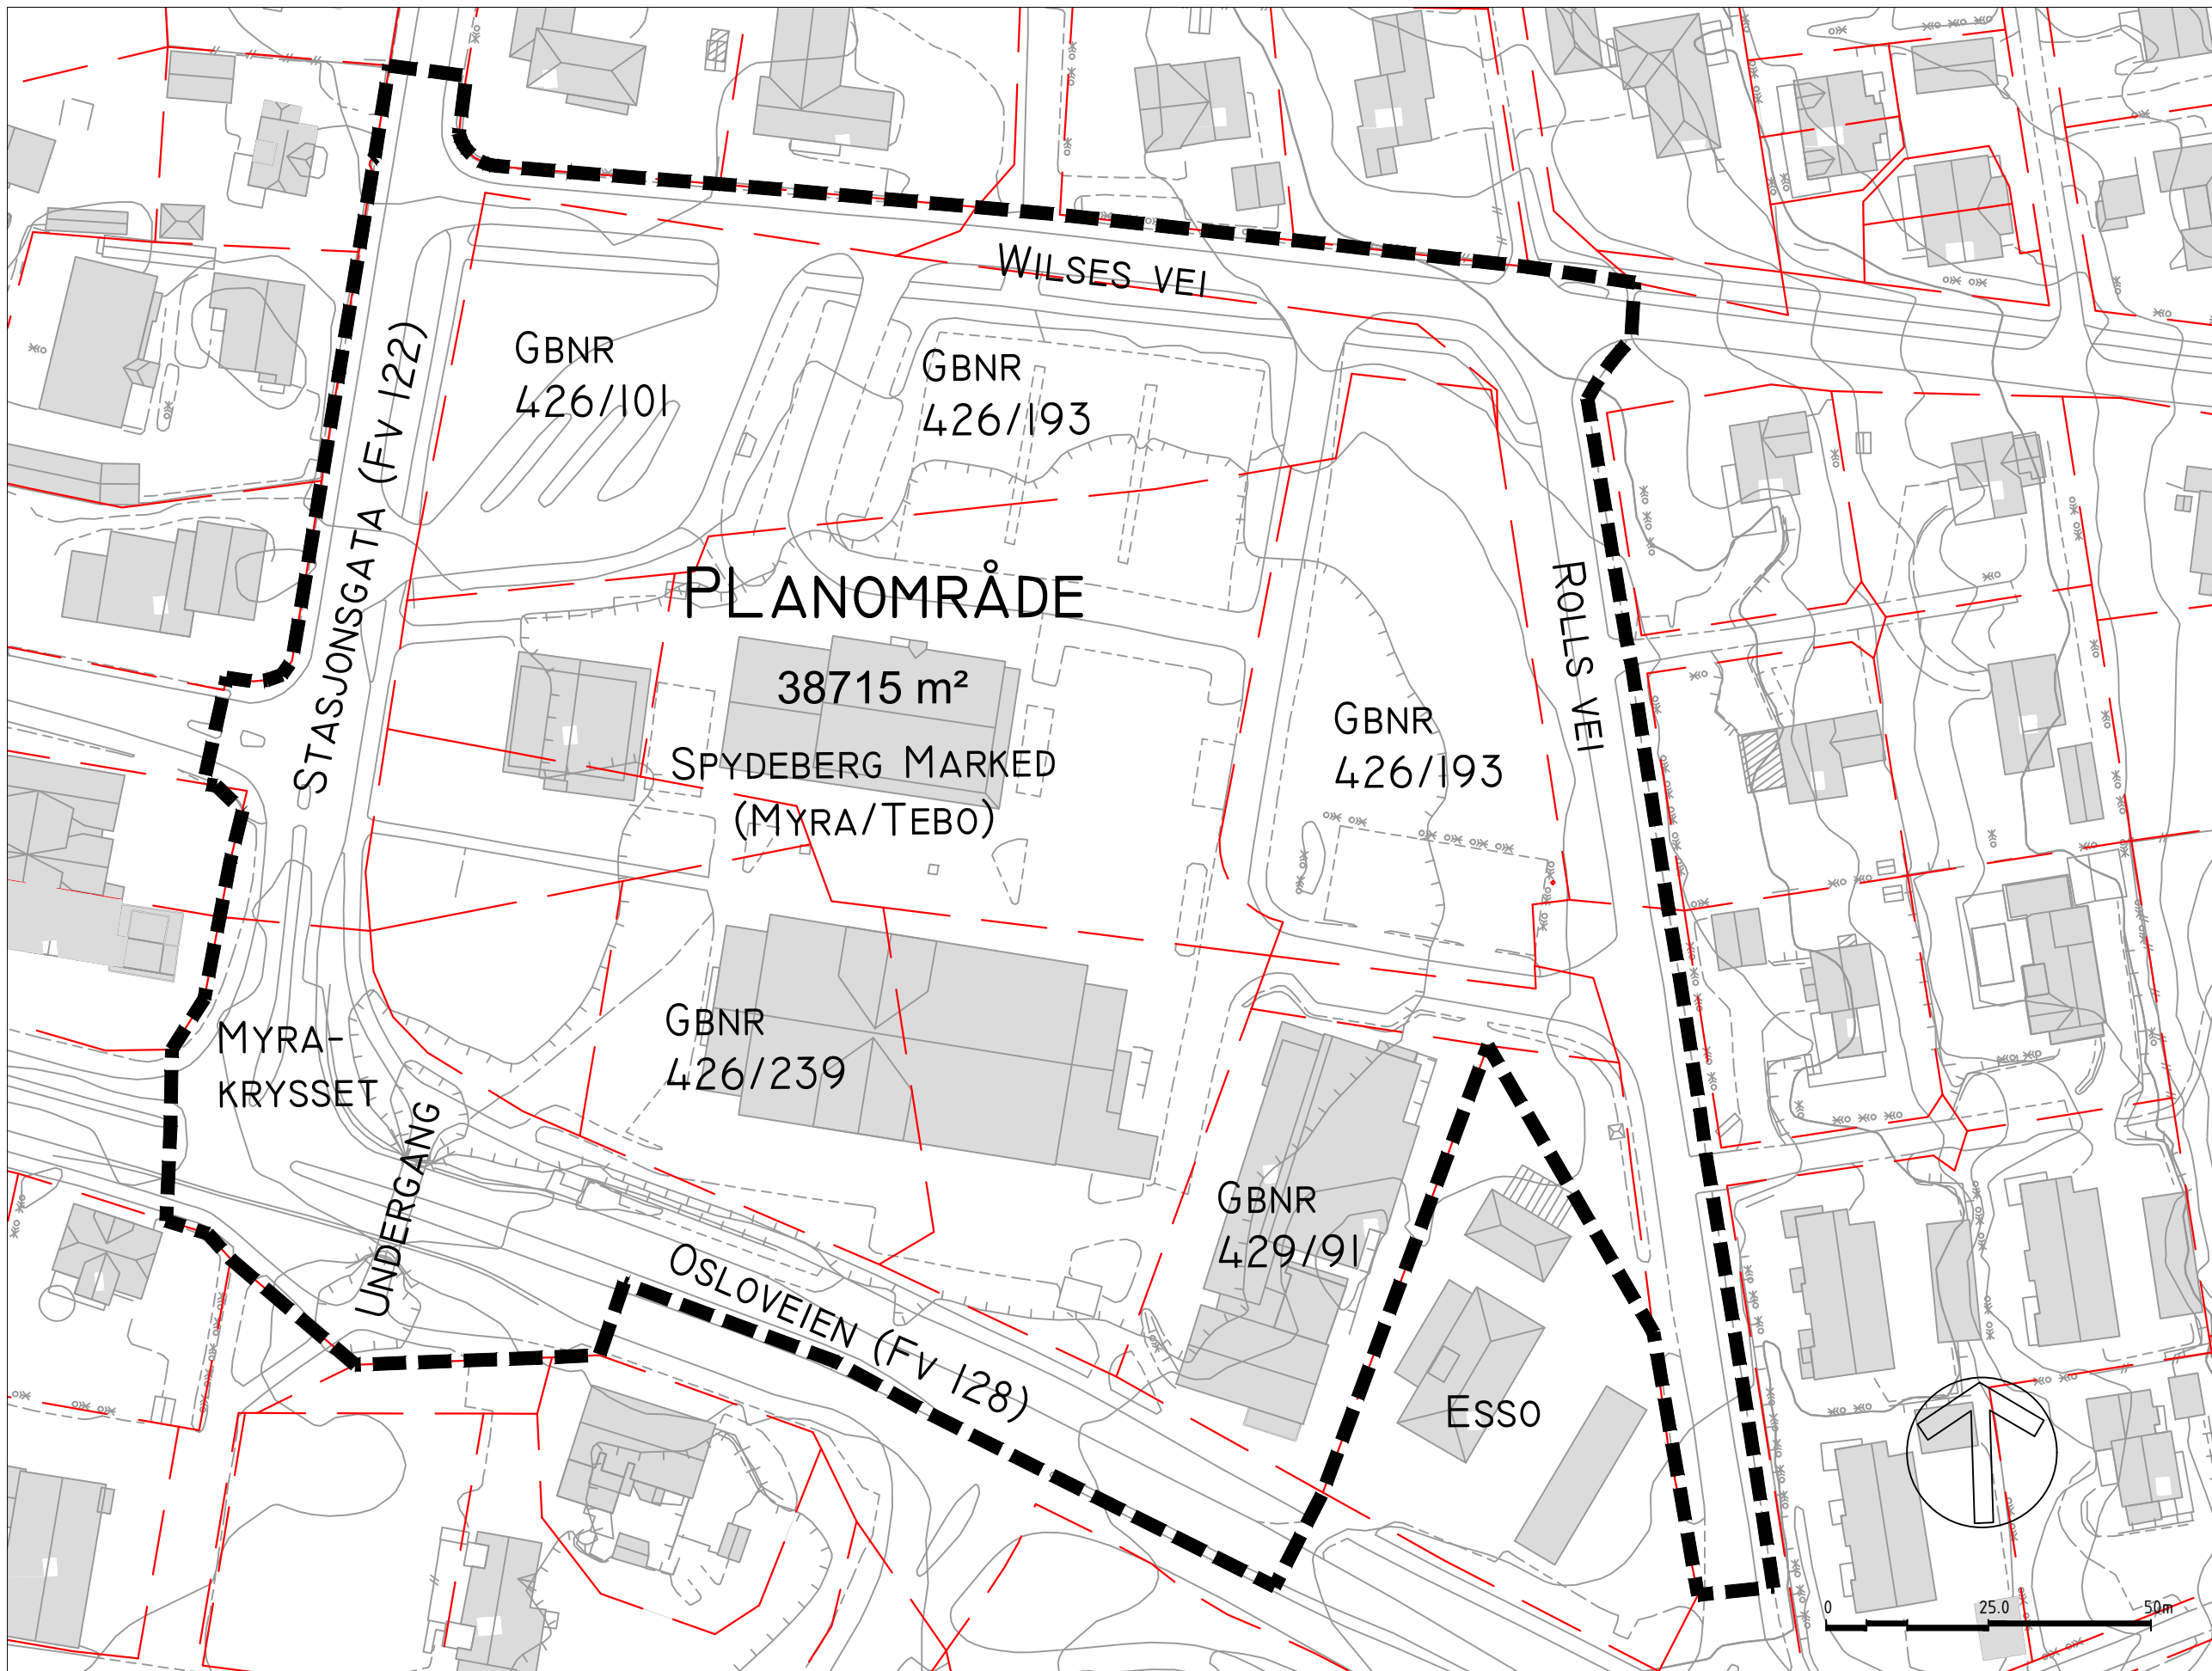 Wilses vei
Gbnr
426/101
Gbnr
426/193
Stasjonsgata (Fv 122)
Planområde
38715 m²
Spydeberg Marked
(Myra/Tebo)
Rolls vei
Gbnr
426/193
Myra-
krysset
Gbnr
426/239
Undergang
Gbnr
429/91
Osloveien (Fv 128)
Esso
0 25.0 50m